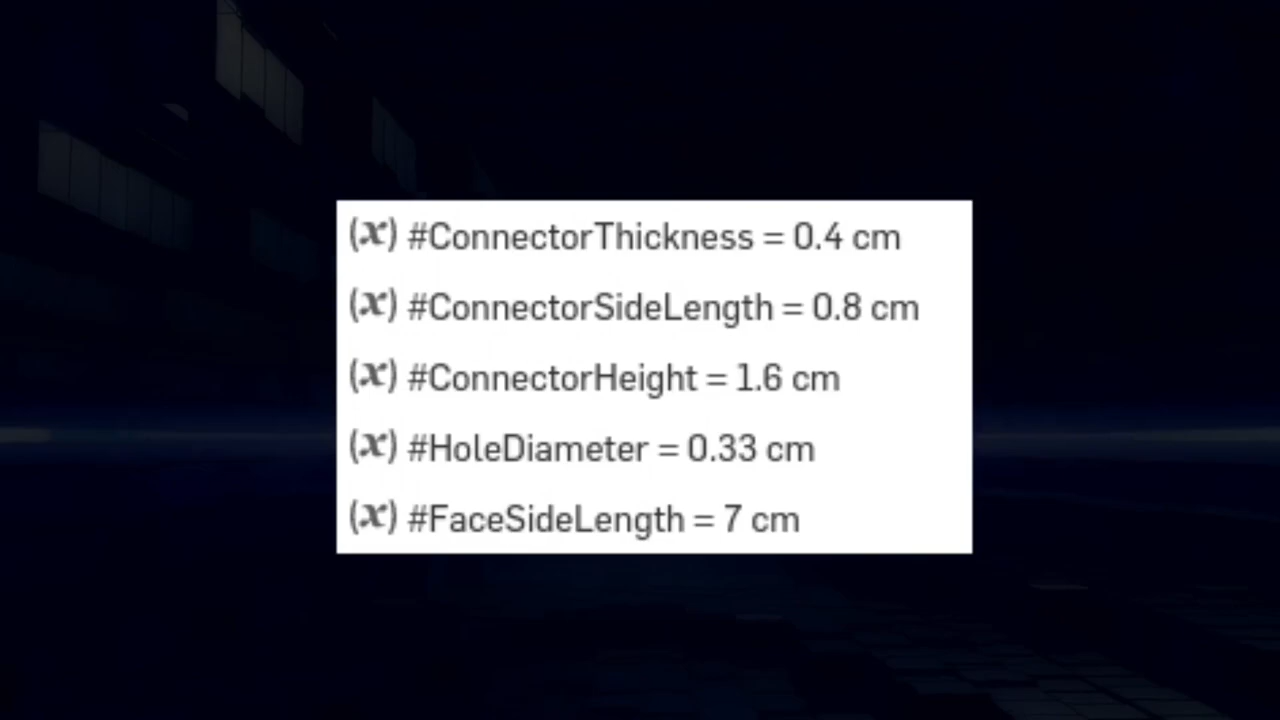 (x) #ConnectorThickness = 0.4 cm
(x) #ConnectorSideLength = 0.8 cm
(x) #ConnectorHeight = 1.6 cm
(x) #HoleDiameter = 0.33 cm
(x) #FaceSideLength = 7 cm